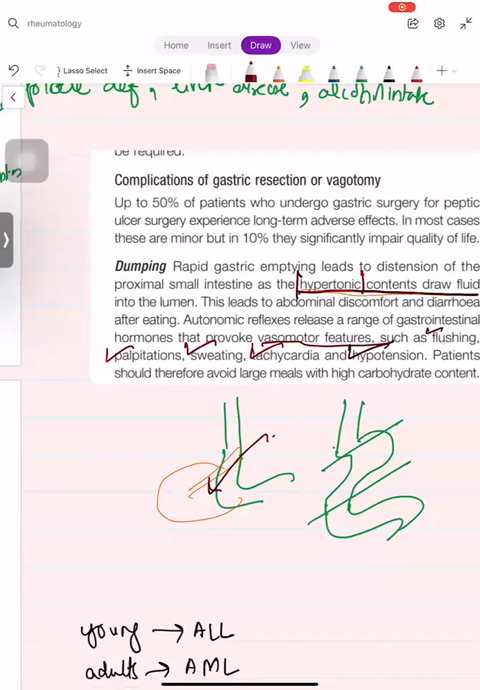 rheumatology
Home Insert Draw View
Lasso Select Insert Space
def, liver disease, alcohol intake
be required.
Complications of gastric resection or vagotomy
Up to 50% of patients who undergo gastric surgery for peptic
ulcer surgery experience long-term adverse effects. In most cases
these are minor but in 10% they significantly impair quality of life.
Dumping Rapid gastric emptying leads to distension of the
proximal small intestine as the hypertonic contents draw fluid
into the lumen. This leads to abdominal discomfort and diarrhoea
after eating. Autonomic reflexes release a range of gastrointestinal
hormones that provoke vasomotor features, such as flushing,
palpitations, sweating, tachycardia and hypotension. Patients
should therefore avoid large meals with high carbohydrate content.
young → ALL
adults → AML